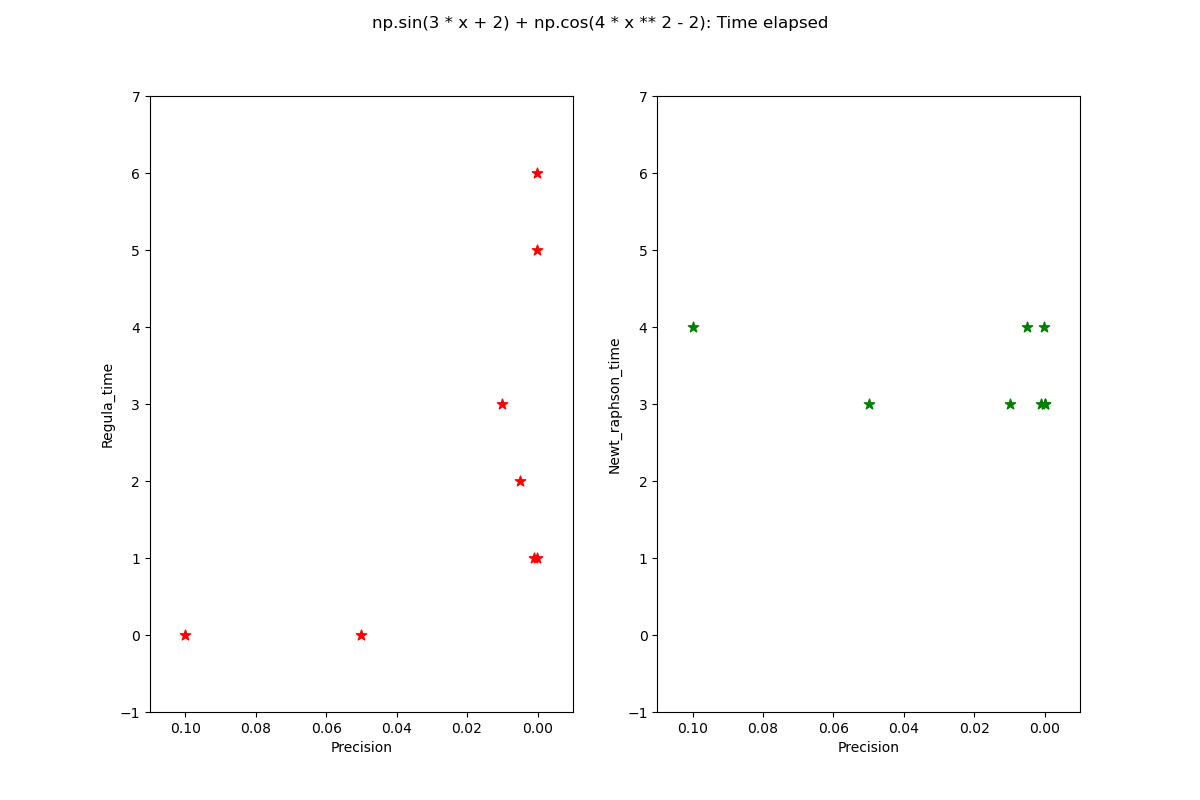 np.sin(3 * x + 2) + np.cos(4 * x ** 2 - 2): Time elapsed
7
6
5
4
3
2
1
0
−1
Regula_time
0.10 0.08 0.06 0.04 0.02 0.00
Precision
7
6
5
4
3
2
1
0
−1
Newt_raphson_time
0.10 0.08 0.06 0.04 0.02 0.00
Precision